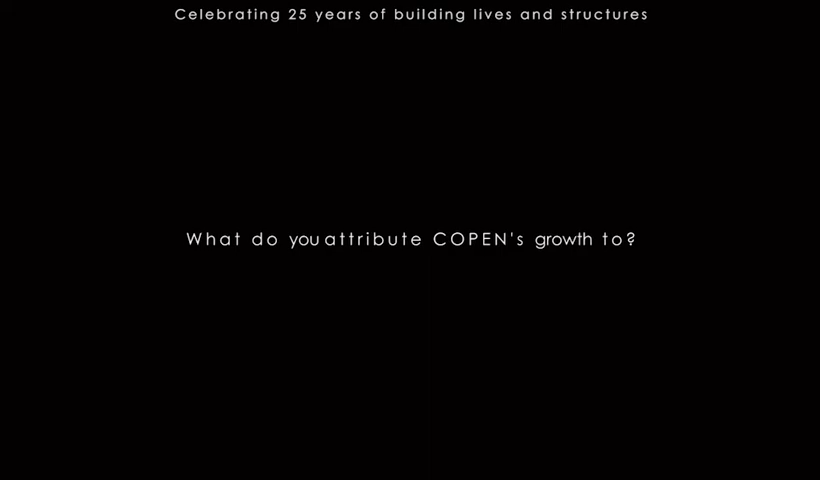 Celebrating 25 years of building lives and structures
What do you attribute COPEN's growth to?